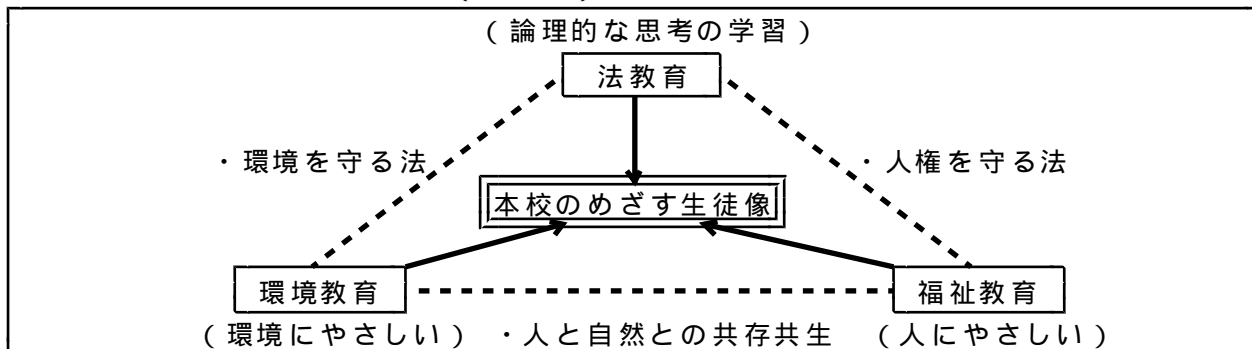 (論理的な思考の学習)
法教育
・環境を守る法 ・人権を守る法
本校のめざす生徒像
環境教育 福祉教育
(環境にやさしい) ・人と自然との共存共生 (人にやさしい)